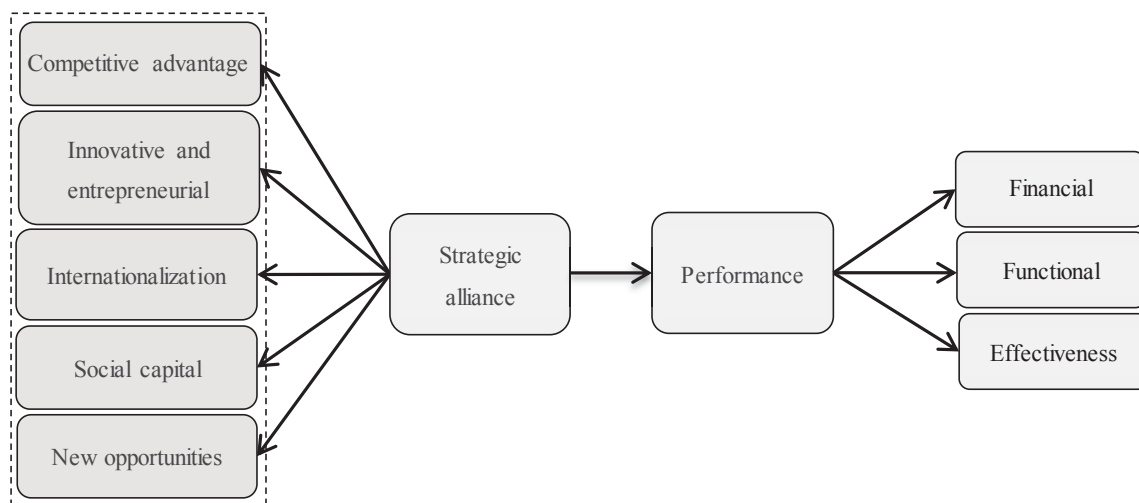 Competitive advantage
Innovative and
entrepreneurial
Internationalization
Social capital
New opportunities
Strategic
alliance
Performance
Financial
Functional
Effectiveness